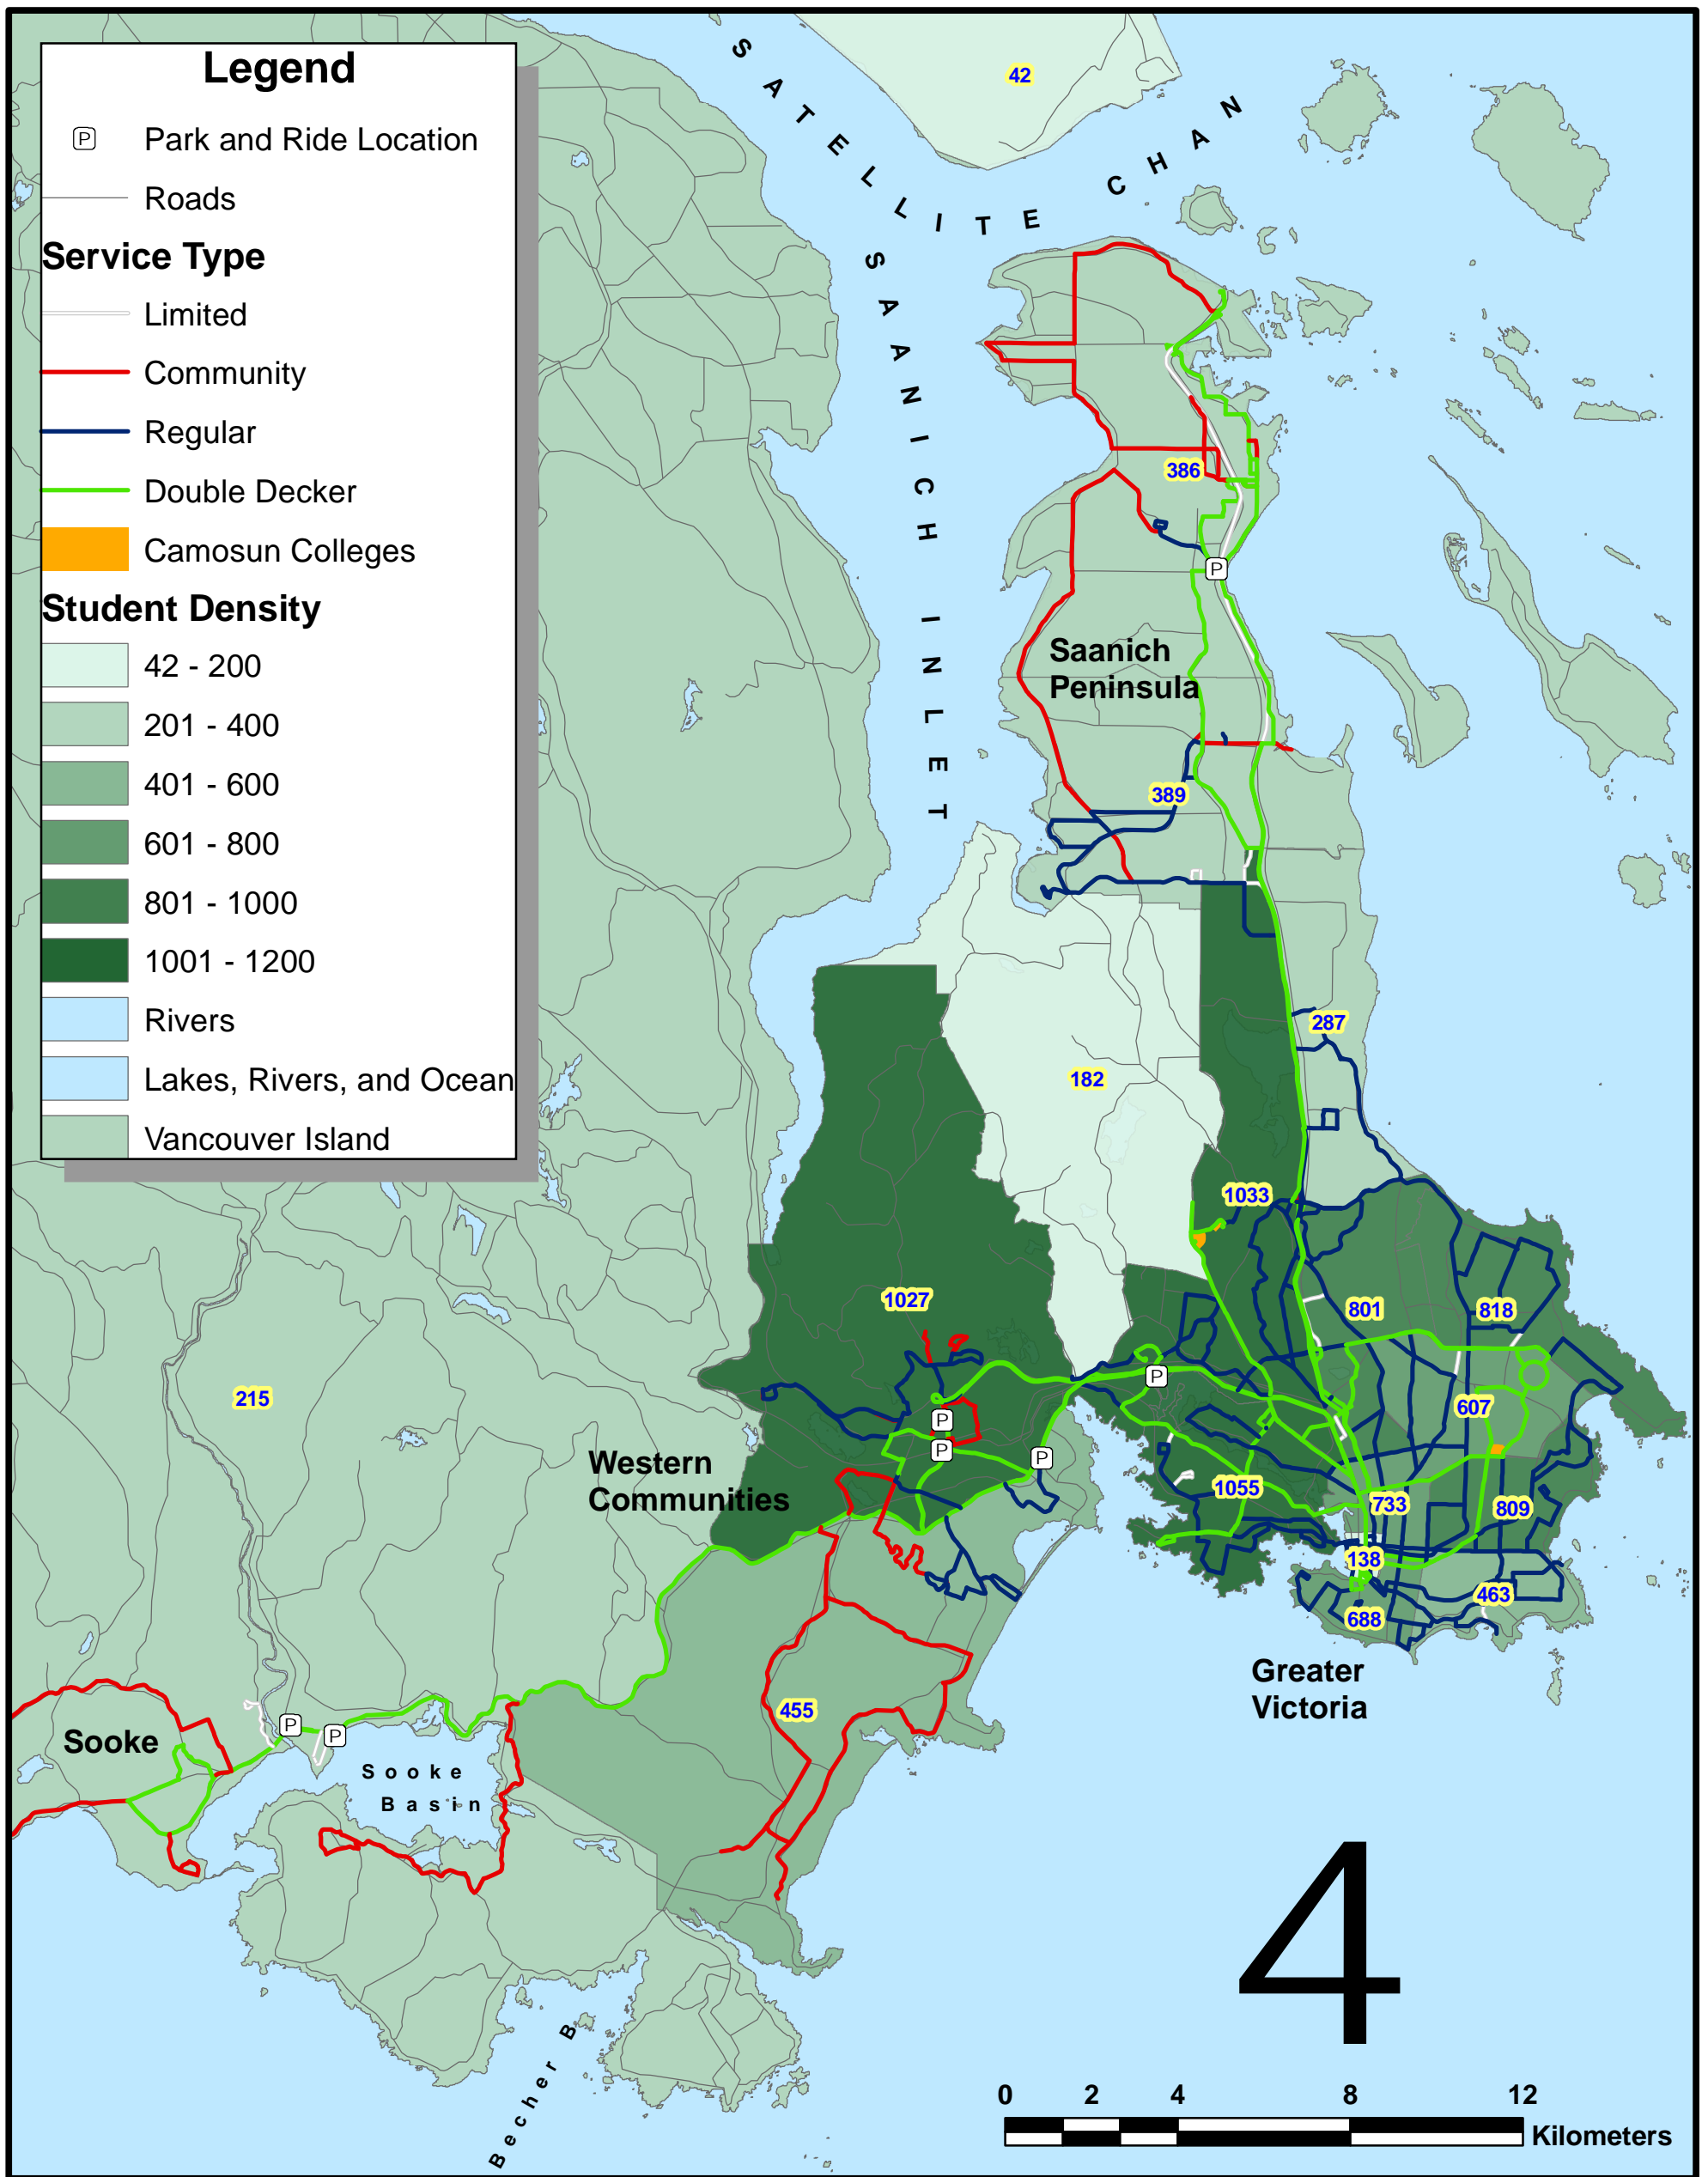 Legend
P Park and Ride Location
Roads
Service Type
Limited
Community
Regular
Double Decker
Camosun Colleges
Student Density
42 - 200
201 - 400
401 - 600
601 - 800
801 - 1000
1001 - 1200
Rivers
Lakes, Rivers, and Ocean
Vancouver Island
SATELLITE CHAN
SAANICH INLET
42
386
P
Saanich
Peninsula
389
287
182
1033
1027
801
818
215
P
607
P
P
P
Western
Communities
1055
733
809
138
463
688
Greater
Victoria
455
P
P
Sooke
Sooke
Basin
Becher B
4
0 2 4 8 12
Kilometers